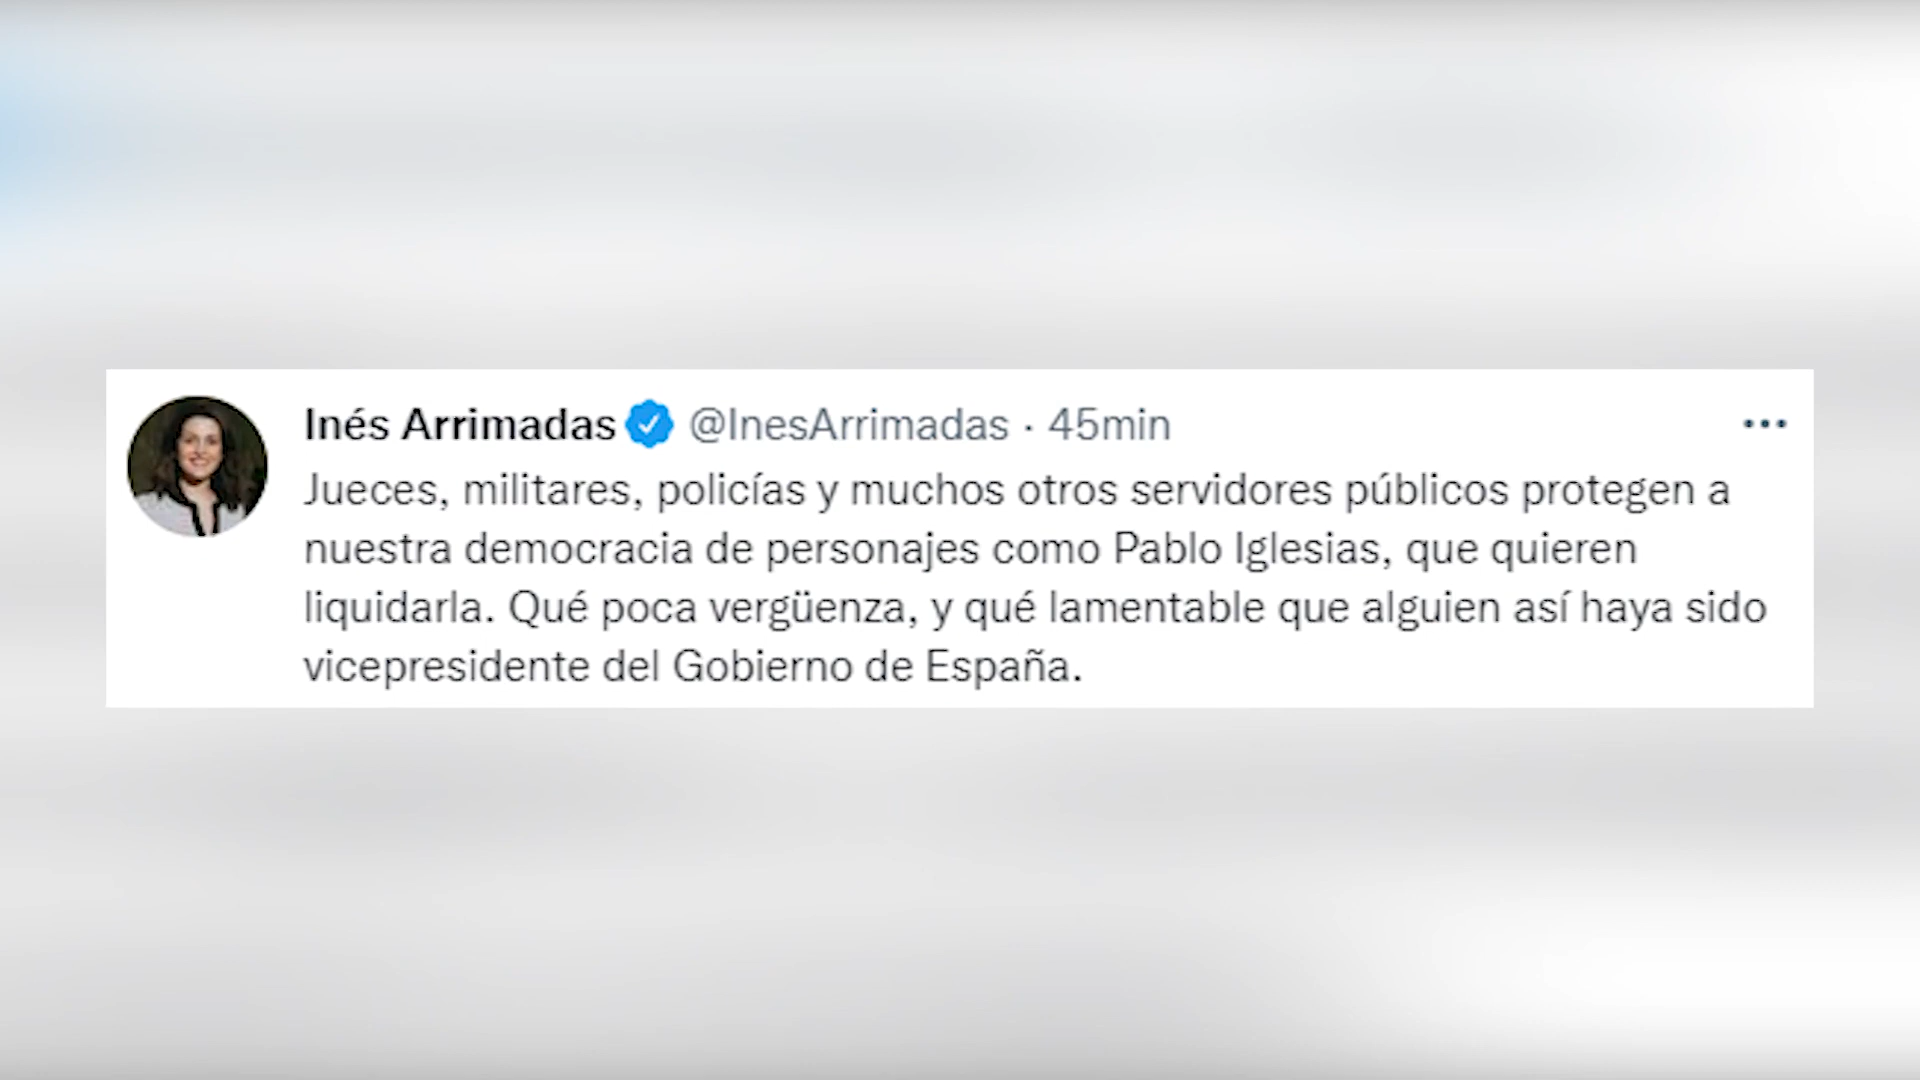 Inés Arrimadas @InesArrimadas · 45min
Jueces, militares, policías y muchos otros servidores públicos protegen a
nuestra democracia de personajes como Pablo Iglesias, que quieren
liquidarla. Qué poca vergüenza, y qué lamentable que alguien así haya sido
vicepresidente del Gobierno de España.